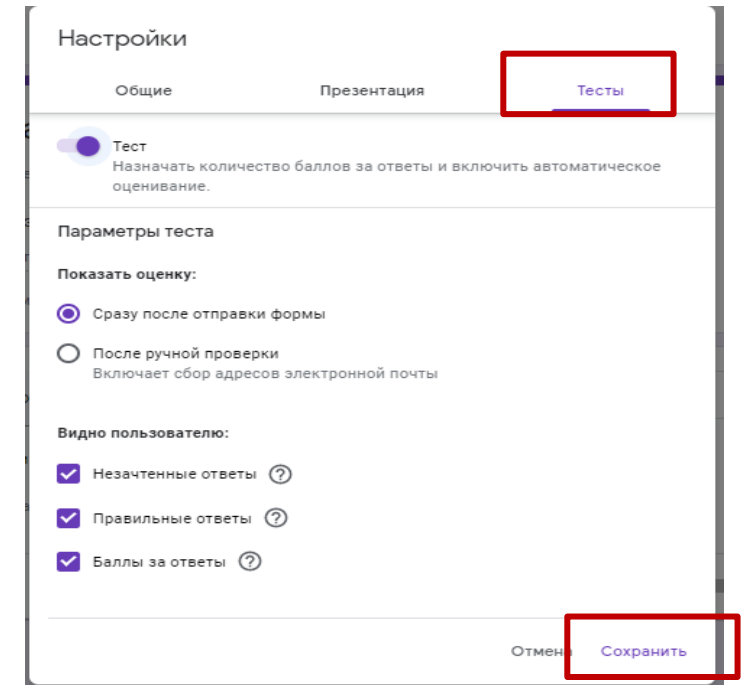 Настройки
Общие Презентация Тесты
Тест
Назначать количество баллов за ответы и включить автоматическое
оценивание.
Параметры теста
Показать оценку:
Сразу после отправки формы
После ручной проверки
Включает сбор адресов электронной почты
Видно пользователю:
Незачтенные ответы
Правильные ответы
Баллы за ответы
Отмена Сохранить